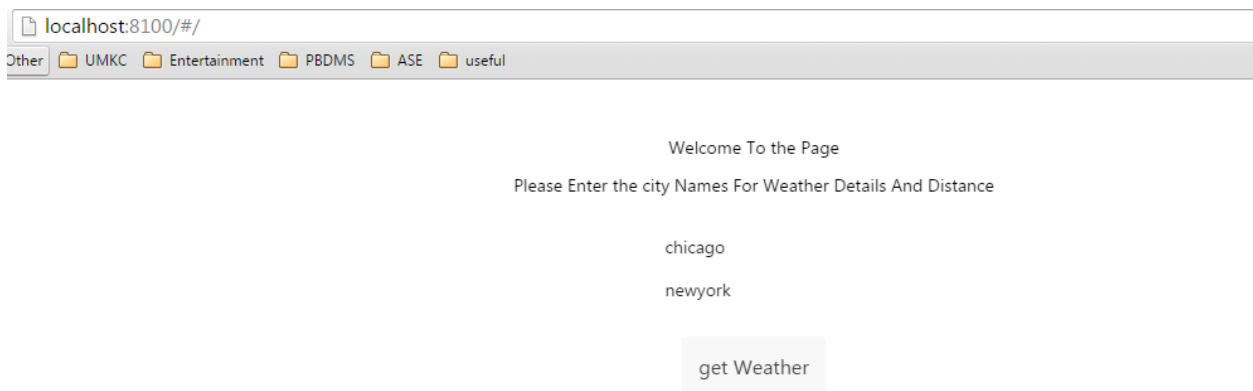 localhost:8100/#/
Other UMKC Entertainment PBDMS ASE useful
Welcome To the Page
Please Enter the city Names For Weather Details And Distance
chicago
newyork
get Weather